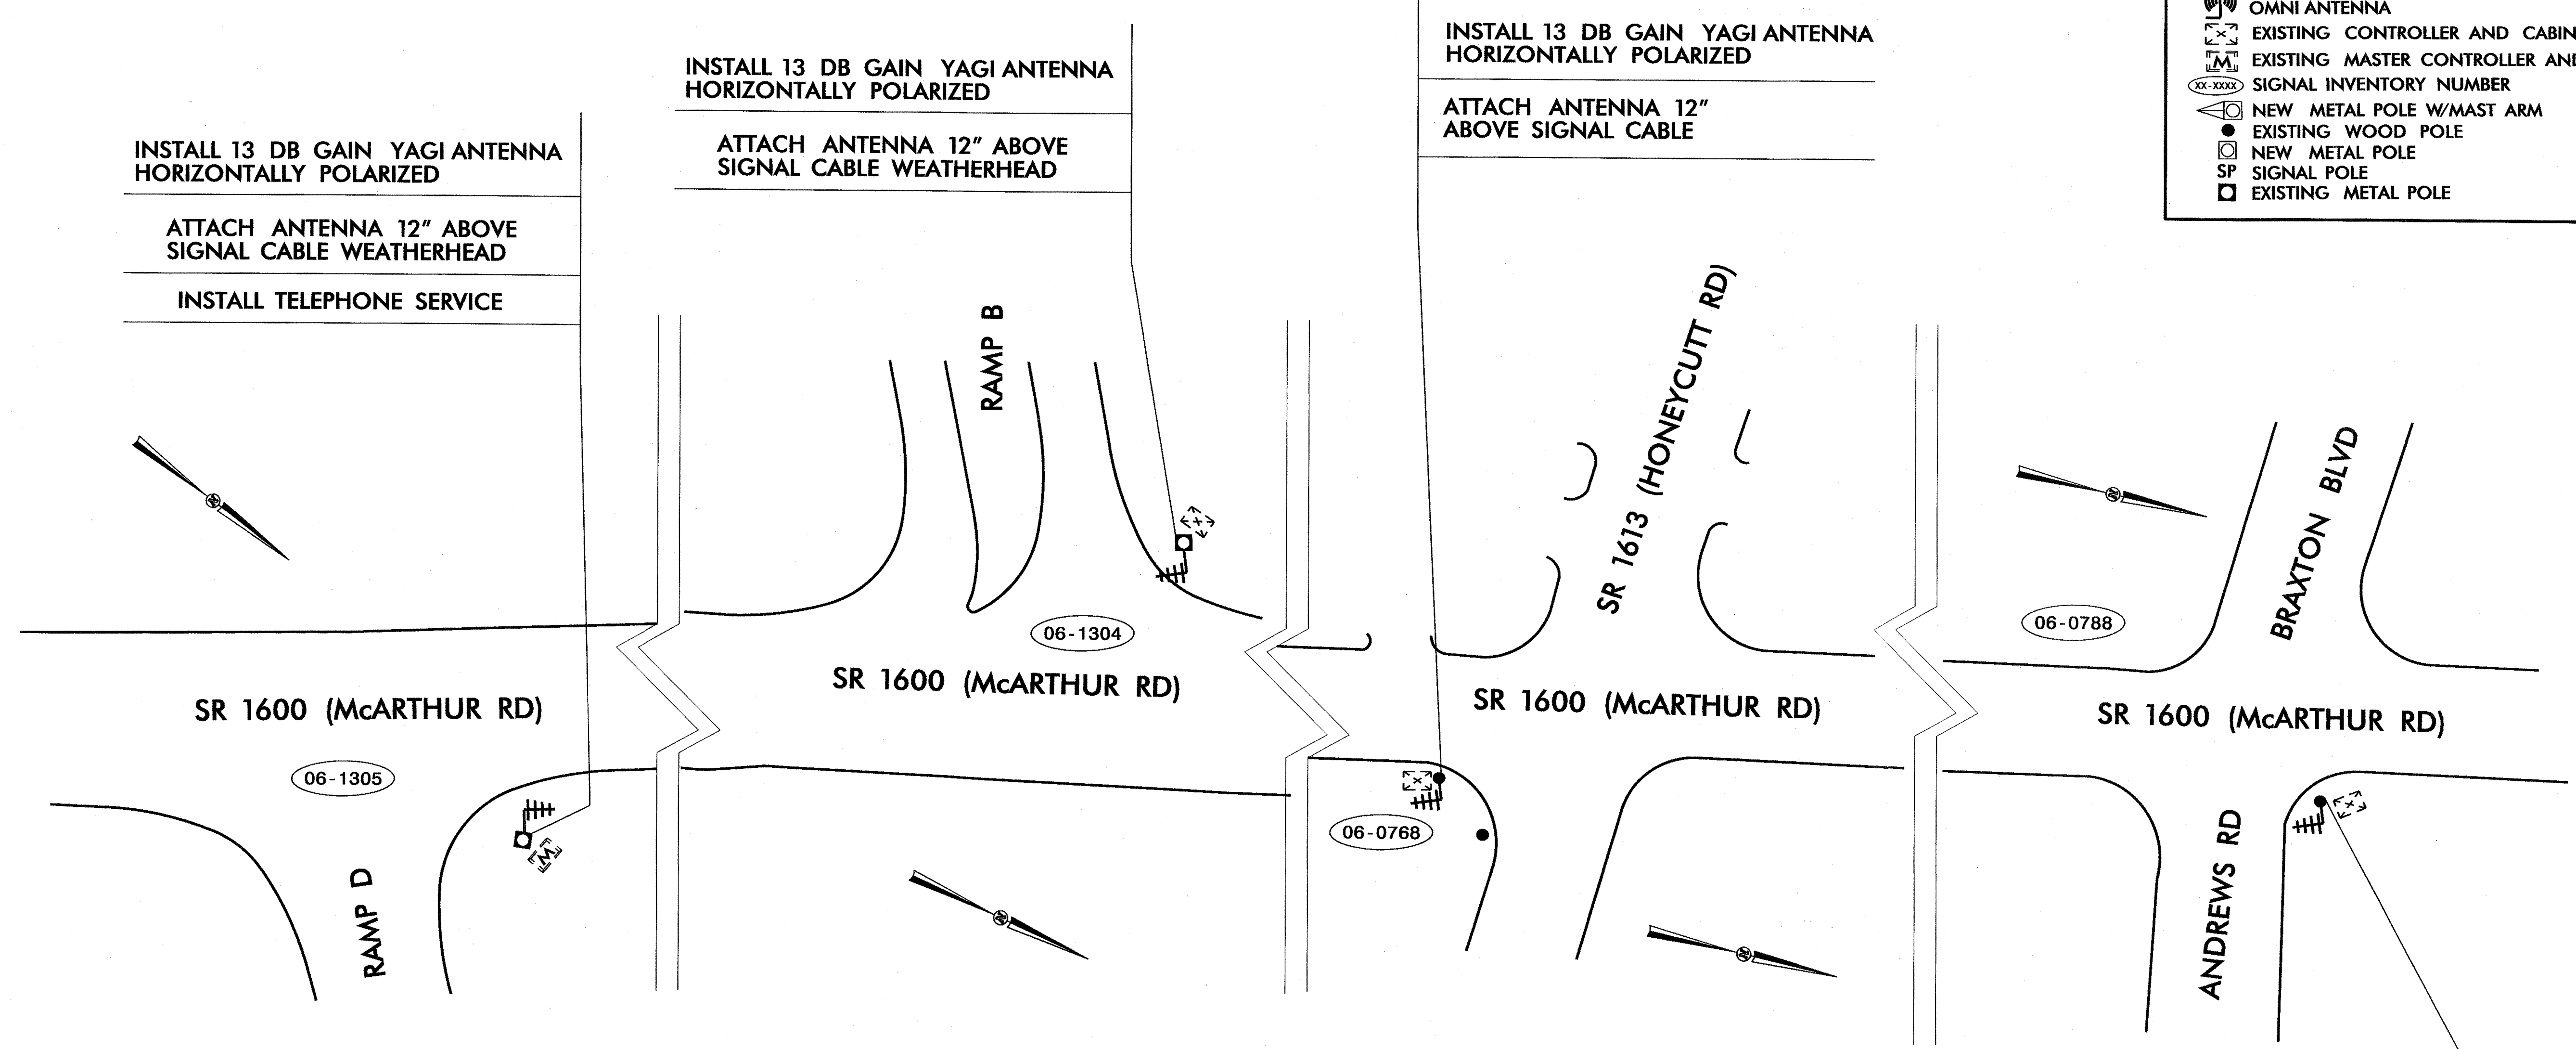 INSTALL 13 DB GAIN YAGI ANTENNA
HORIZONTALLY POLARIZED
ATTACH ANTENNA 12" ABOVE
SIGNAL CABLE WEATHERHEAD
INSTALL TELEPHONE SERVICE
INSTALL 13 DB GAIN YAGI ANTENNA
HORIZONTALLY POLARIZED
ATTACH ANTENNA 12" ABOVE
SIGNAL CABLE WEATHERHEAD
INSTALL 13 DB GAIN YAGI ANTENNA
HORIZONTALLY POLARIZED
ATTACH ANTENNA 12"
ABOVE SIGNAL CABLE
OMNI ANTENNA
X EXISTING CONTROLLER AND CABIN
M EXISTING MASTER CONTROLLER AND
XX-XXXX SIGNAL INVENTORY NUMBER
NEW METAL POLE W/MAST ARM
EXISTING WOOD POLE
NEW METAL POLE
SP SIGNAL POLE
EXISTING METAL POLE
N
SR 1600 (McARTHUR RD)
06-1305
RAMP D
M
RAMP B
X
06-1304
SR 1600 (McARTHUR RD)
N
SR 1613 (HONEYCUTT RD)
SR 1600 (McARTHUR RD)
X
06-0768
N
N
BRAXTON BLVD
06-0788
SR 1600 (McARTHUR RD)
X
ANDREWS RD